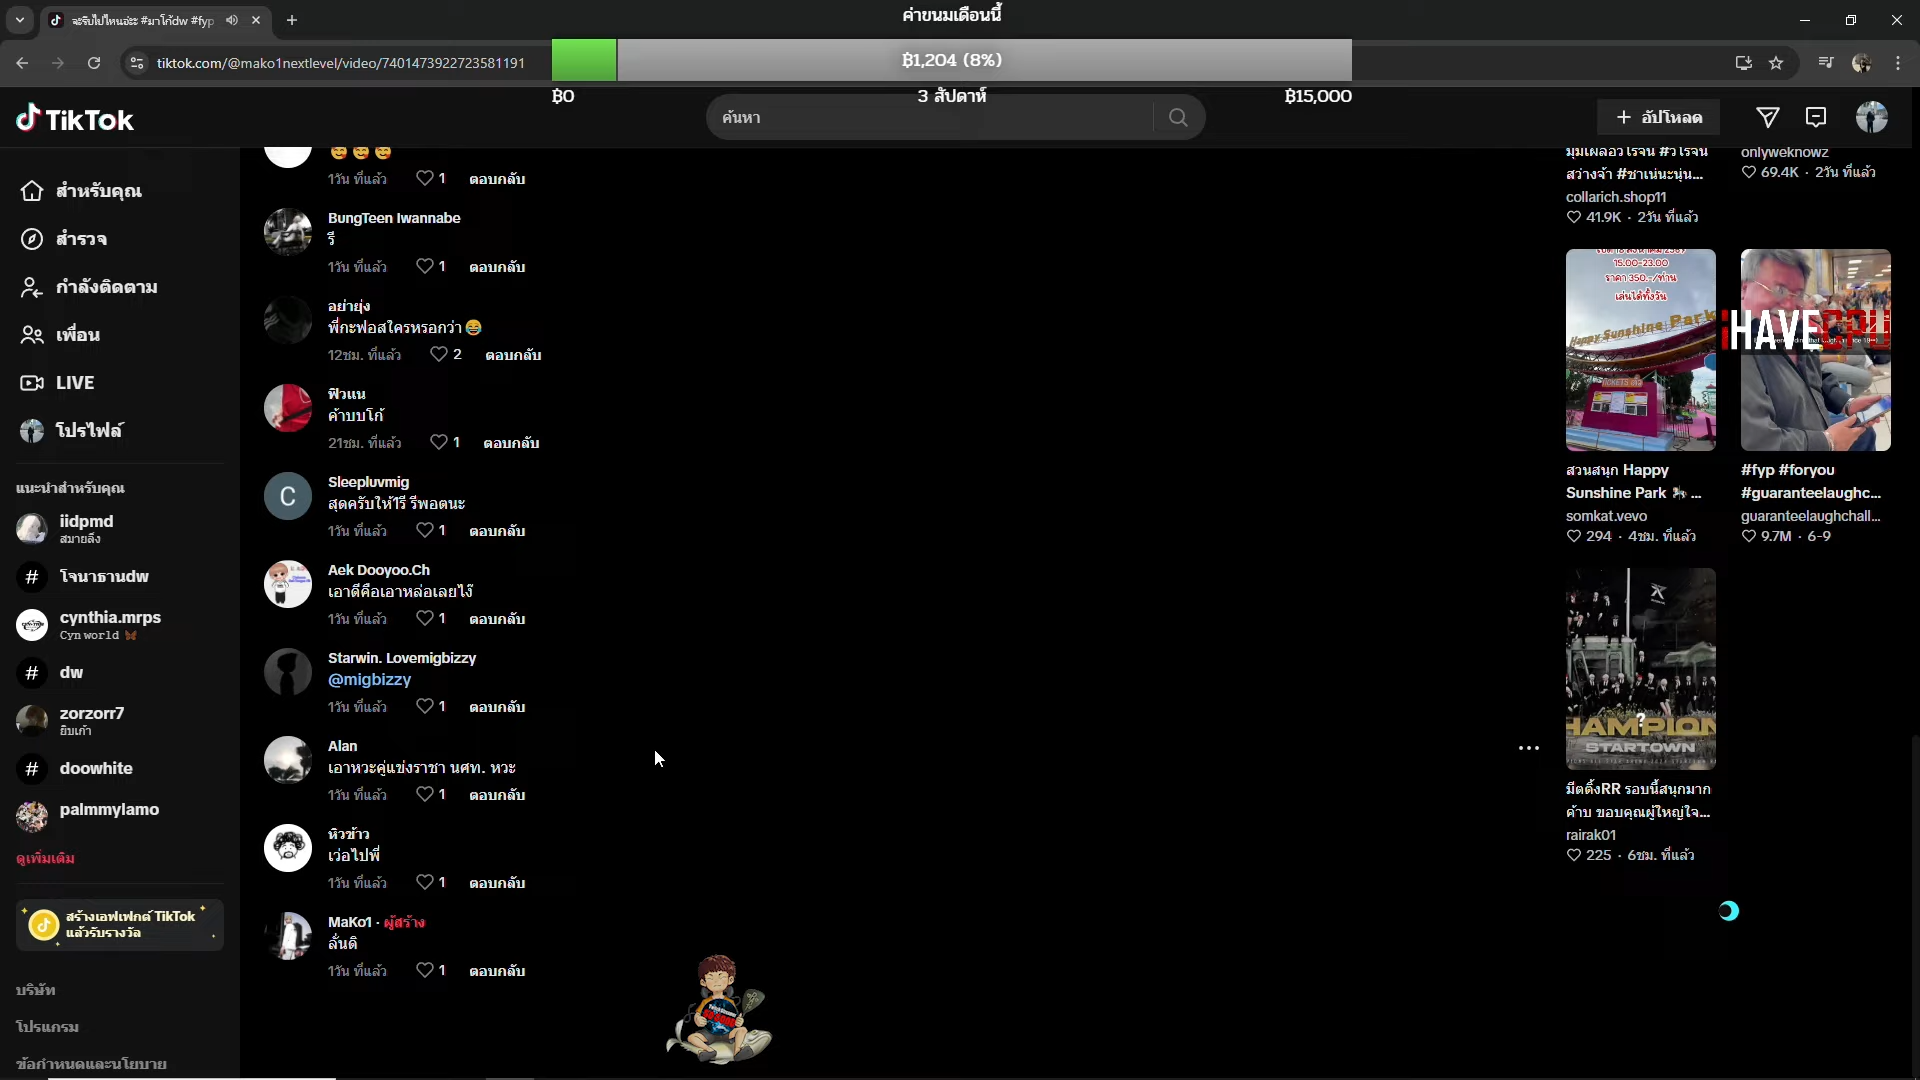 จะรีบไปไหนอ่ะ #มาโก้dw #fyp
ค่าขนมเดือนนี้
tiktok.com/@mako1nextlevel/video/7401473922723581191
฿1,204 (8%)
฿0
3 สัปดาห์
฿15,000
TikTok
ค้นหา
อัปโหลด
สำหรับคุณ
สำรวจ
กำลังติดตาม
เพื่อน
LIVE
โปรไฟล์
แนะนำสำหรับคุณ
iidpmd
สมายลิ้ง
# โจนาธานdw
cynthia.mrps
Cyn world
# dw
zorzorr7
ยิบเก้า
# doowhite
palmmylamo
ดูเพิ่มเติม
สร้างเอฟเฟกต์ TikTok
แล้วรับรางวัล
บริษัท
โปรแกรม
ข้อกำหนดและนโยบาย
🥰 🥰 🥰
1วัน ที่แล้ว 1 ตอบกลับ
BungTeen Iwannabe
รี
1วัน ที่แล้ว 1 ตอบกลับ
อย่ายุ่ง
พี่กะฟอสใครหรอกว่า 😂
12ชม. ที่แล้ว 2 ตอบกลับ
ฟิวแน
ค้าบบโก้
21ชม. ที่แล้ว 1 ตอบกลับ
C
Sleepluvmig
สุดครับให้1รี รีพอตนะ
1วัน ที่แล้ว 1 ตอบกลับ
Aek Dooyoo.Ch
เอาดีคือเอาหล่อเลยไง๊
1วัน ที่แล้ว 1 ตอบกลับ
Starwin. Lovemigbizzy
@migbizzy
1วัน ที่แล้ว 1 ตอบกลับ
Alan
เอาหวะคู่แข่งราชา นศท. หวะ
1วัน ที่แล้ว 1 ตอบกลับ
หิวข้าว
เว่อไปพี่
1วัน ที่แล้ว 1 ตอบกลับ
MaKo1 · ผู้สร้าง
ลั่นดิ
1วัน ที่แล้ว 1 ตอบกลับ
สว่างจ้า #ชาเน่นะนุ่น...
collarich.shop11
41.9K · 2วัน ที่แล้ว
onlyweknowz
69.4K · 2วัน ที่แล้ว
15.00-23.00
ราคา 350.-/ท่าน
เล่นได้ทั้งวัน
Happy Sunshine Park
TICKETS
สวนสนุก Happy
Sunshine Park 🎠 ...
somkat.vevo
294 · 4ชม. ที่แล้ว
iHAVECPU
#fyp #foryou
#guaranteelaughc...
guaranteelaughchall...
9.7M · 6-9
?
CHAMPION
STARTOWN
มีตติ้งRR รอบนี้สนุกมาก
ค้าบ ขอบคุณผู้ใหญ่ใจ...
rairak01
225 · 6ชม. ที่แล้ว